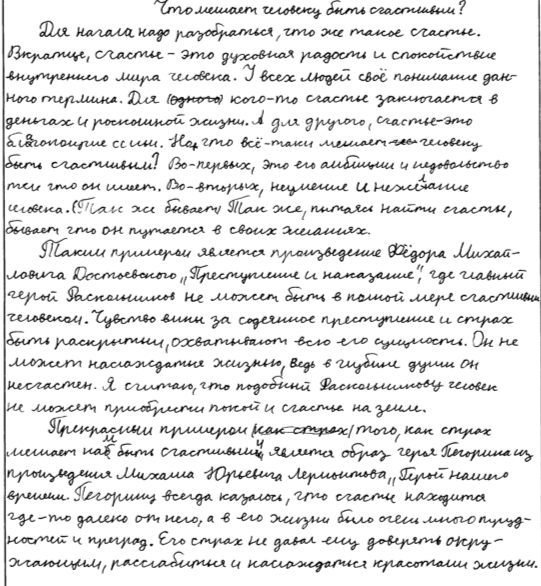 Что мешает человеку быть счастливым?
Для начала надо разобраться, что же такое счастье.
Вкратце, счастье – это духовная радость и спокойствие
внутреннего мира человека. У всех людей своё понимание дан-
ного термина. Для (одного) кого-то счастье заключается в
деньгах и роскошной жизни. А для другого, счастье-это
благополучие семьи. Но, что всё-таки мешает человеку
быть счастливым? Во-первых, это его амбиции и недовольство
тем что он имеет. Во-вторых, неумение и нежелание
человека. (Так же бывает) Так же, пытаясь найти счастье,
бывает что он путается в своих желаниях.
Таким примером является произведение Фёдора Михай-
ловича Достоевского „Преступление и наказание", где главный
герой Раскольников не может быть в полной мере счастливым
человеком. Чувство вины за содеянное преступление и страх
быть раскрытым, охватывают всю его сущность. Он не
может наслаждаться жизнью, ведь в глубине души он
несчастен. Я считаю, что подобный Раскольникову человек
не может приобрести покой и счастье на земле.
Прекрасным примером (как страх) того, как страх
мешает нам быть счастливым, является образ героя Печорина из
произведения Михаила Юрьевича Лермонтова „Герой нашего
времени. Печорину всегда казалось, что счастье находится
где-то далеко от него, а в его жизни было очень много труд-
ностей и преград. Его страх не давал ему доверять окру-
жающим, расслабиться и наслаждаться красотами жизни.